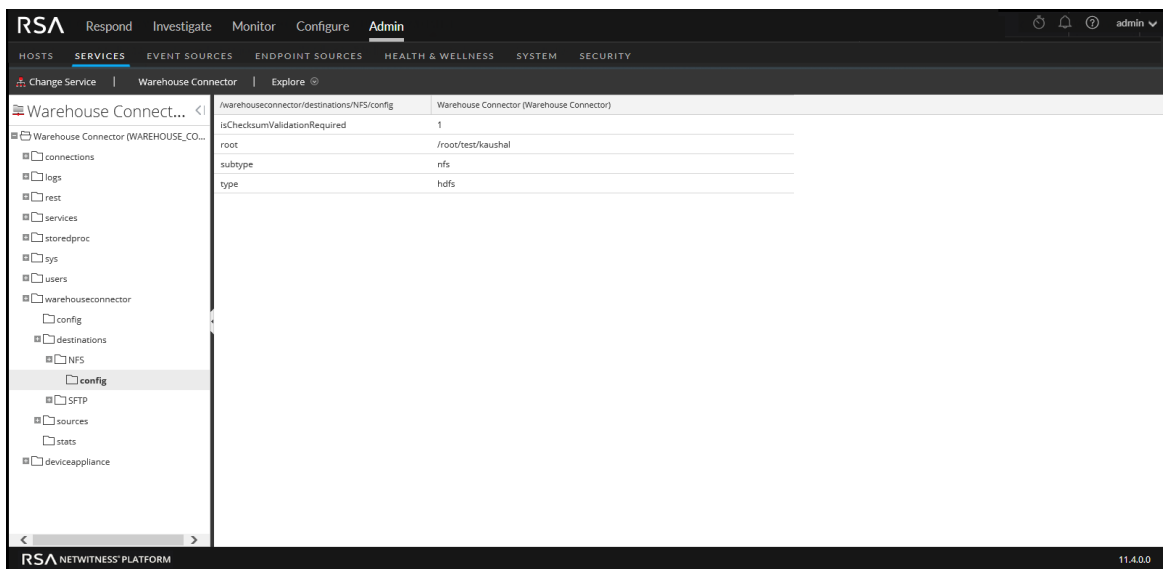 RSA Respond Investigate Monitor Configure Admin admin
HOSTS SERVICES EVENT SOURCES ENDPOINT SOURCES HEALTH & WELLNESS SYSTEM SECURITY
Change Service | Warehouse Connector | Explore
Warehouse Connect...
/warehouseconnector/destinations/NFS/config Warehouse Connector (Warehouse Connector)
isChecksumValidationRequired 1
root /root/test/kaushal
subtype nfs
type hdfs
Warehouse Connector (WAREHOUSE_CO...
connections
logs
rest
services
storedproc
sys
users
warehouseconnector
config
destinations
NFS
config
SFTP
sources
stats
deviceappliance
RSA NETWITNESS® PLATFORM 11.4.0.0